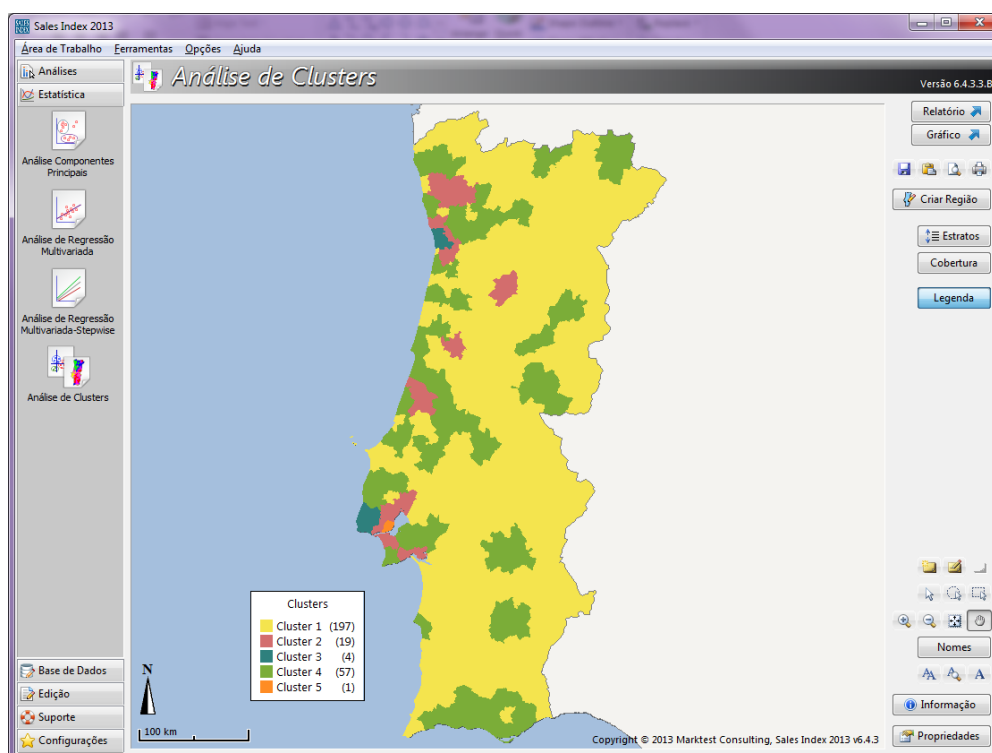 Sales Index 2013
Área de Trabalho Ferramentas Opções Ajuda
Análises
Estatística
Análise Componentes
Principais
Análise de Regressão
Multivariada
Análise de Regressão
Multivariada-Stepwise
Análise de Clusters
Base de Dados
Edição
Suporte
Configurações
Análise de Clusters
Versão 6.4.3.3.B
Clusters
Cluster 1 (197)
Cluster 2 (19)
Cluster 3 (4)
Cluster 4 (57)
Cluster 5 (1)
N
100 km
Copyright © 2013 Marktest Consulting, Sales Index 2013 v6.4.3
Relatório
Gráfico
Criar Região
Estratos
Cobertura
Legenda
Nomes
Informação
Propriedades